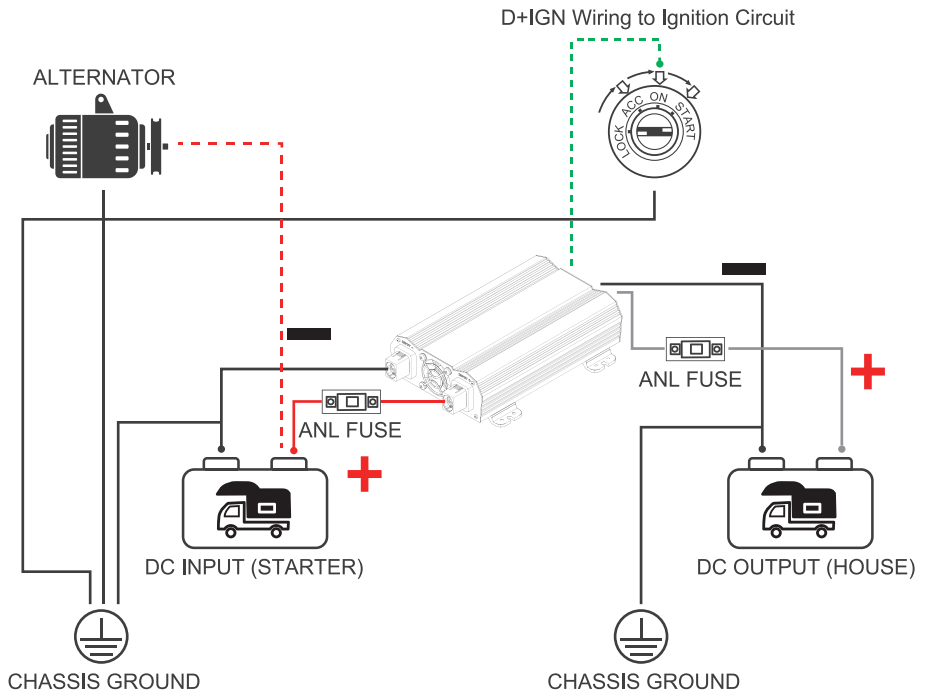 D+IGN Wiring to Ignition Circuit
ALTERNATOR
LOCK ACC ON START
ANL FUSE
ANL FUSE
DC INPUT (STARTER)
DC OUTPUT (HOUSE)
CHASSIS GROUND
CHASSIS GROUND